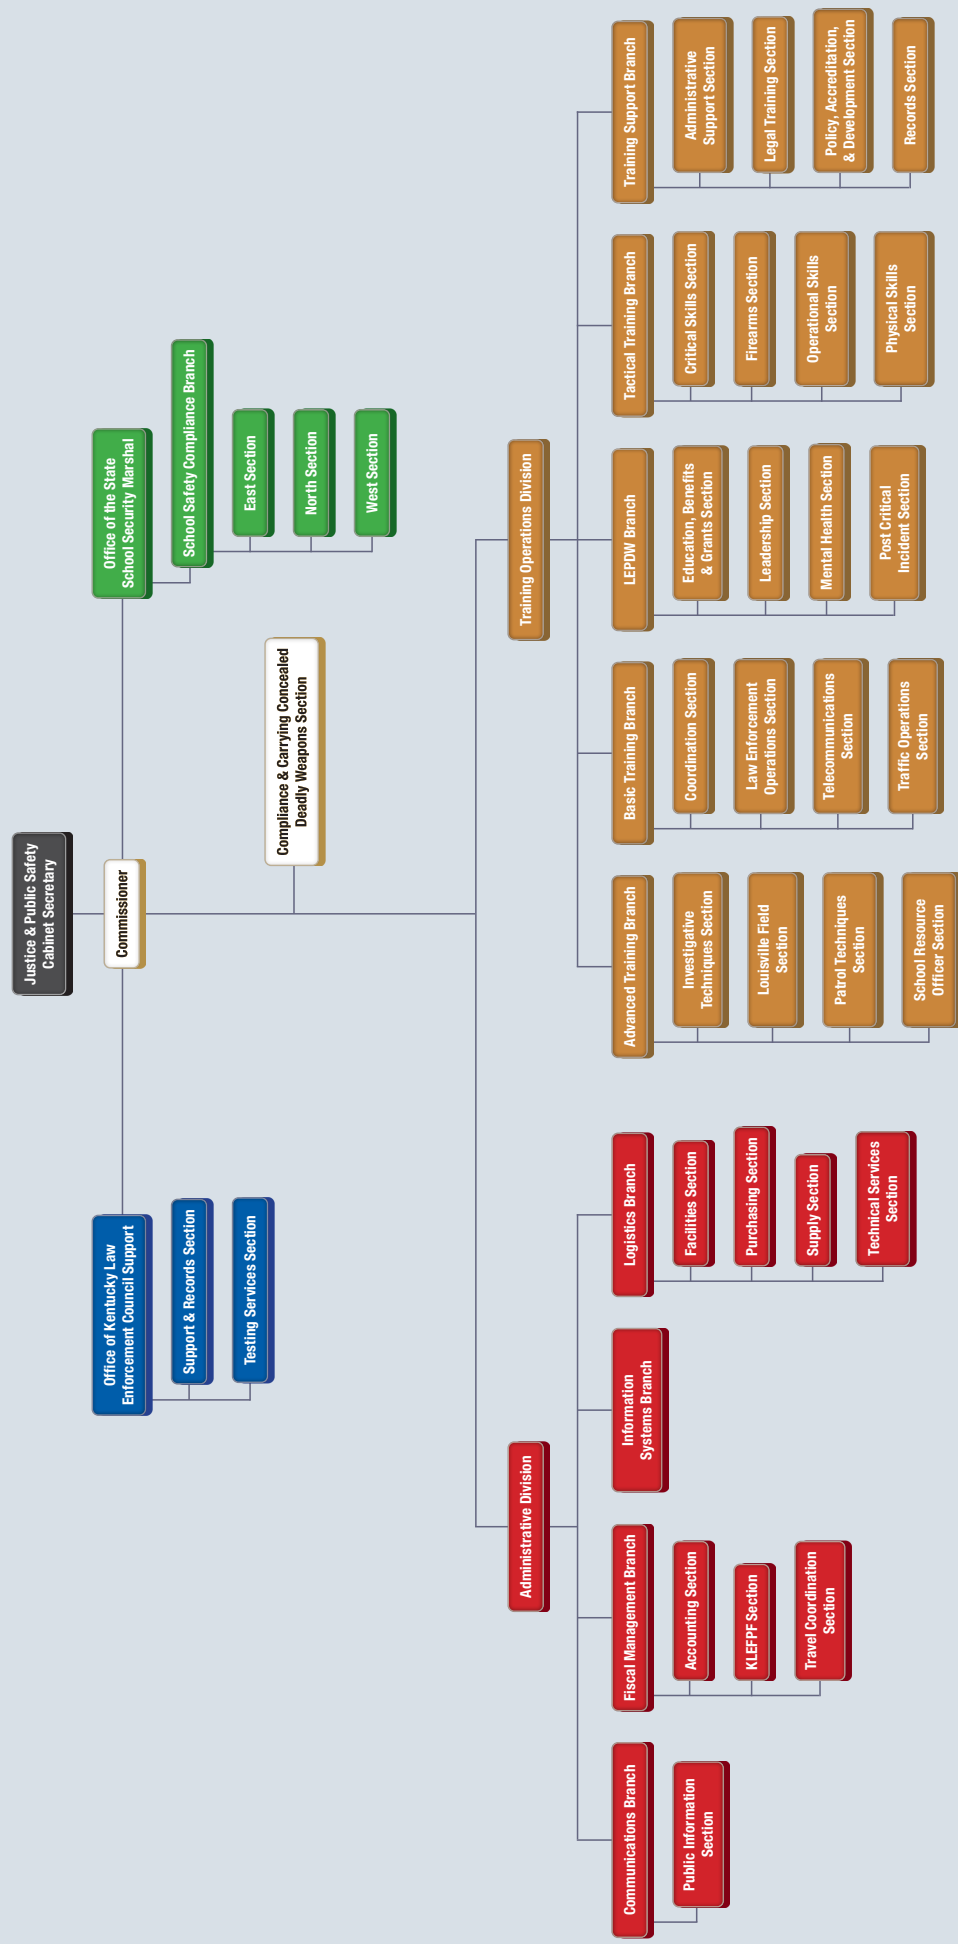 Justice & Public Safety
Cabinet Secretary
Commissioner
Office of Kentucky Law
Enforcement Council Support
Support & Records Section
Testing Services Section
Office of the State
School Security Marshal
School Safety Compliance Branch
East Section
North Section
West Section
Compliance & Carrying Concealed
Deadly Weapons Section
Administrative Division
Communications Branch
Public Information
Section
Fiscal Management Branch
Accounting Section
KLEFPF Section
Travel Coordination
Section
Information
Systems Branch
Logistics Branch
Facilities Section
Purchasing Section
Supply Section
Technical Services
Section
Training Operations Division
Advanced Training Branch
Investigative
Techniques Section
Louisville Field
Section
Patrol Techniques
Section
School Resource
Officer Section
Basic Training Branch
Coordination Section
Law Enforcement
Operations Section
Telecommunications
Section
Traffic Operations
Section
LEPDW Branch
Education, Benefits
& Grants Section
Leadership Section
Mental Health Section
Post Critical
Incident Section
Tactical Training Branch
Critical Skills Section
Firearms Section
Operational Skills
Section
Physical Skills
Section
Training Support Branch
Administrative
Support Section
Legal Training Section
Policy, Accreditation,
& Development Section
Records Section